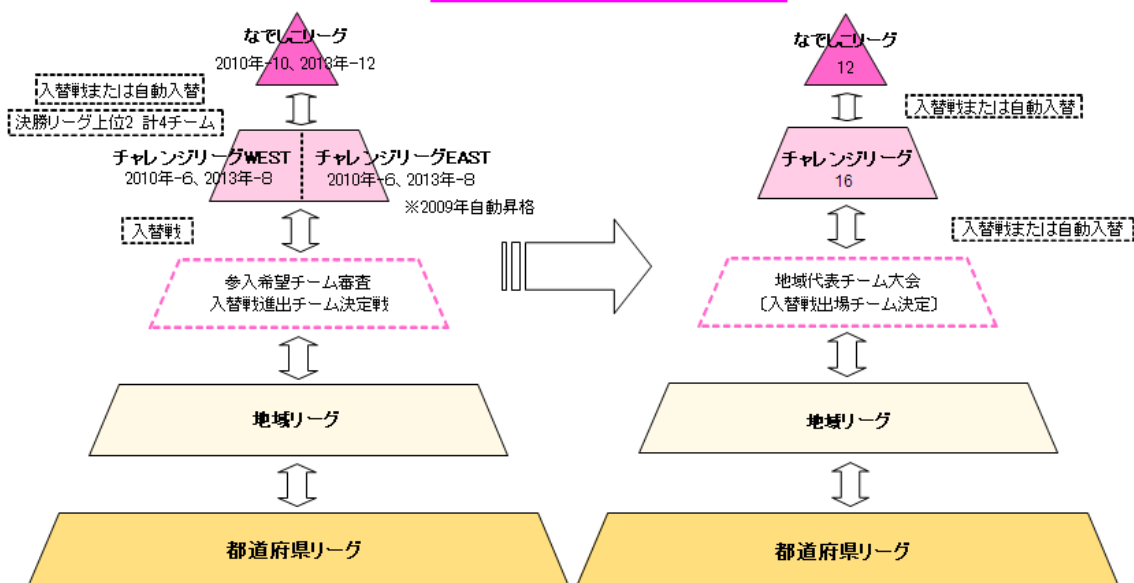 なでしこリーグ
2010年-10、2013年-12
入替戦または自動入替
決勝リーグ上位2 計4チーム
チャレンジリーグWEST
2010年-6、2013年-8
チャレンジリーグEAST
2010年-6、2013年-8
※2009年自動昇格
入替戦
参入希望チーム審査
入替戦進出チーム決定戦
地域リーグ
都道府県リーグ
なでしこリーグ
12
入替戦または自動入替
チャレンジリーグ
16
入替戦または自動入替
地域代表チーム大会
〔入替戦出場チーム決定〕
地域リーグ
都道府県リーグ